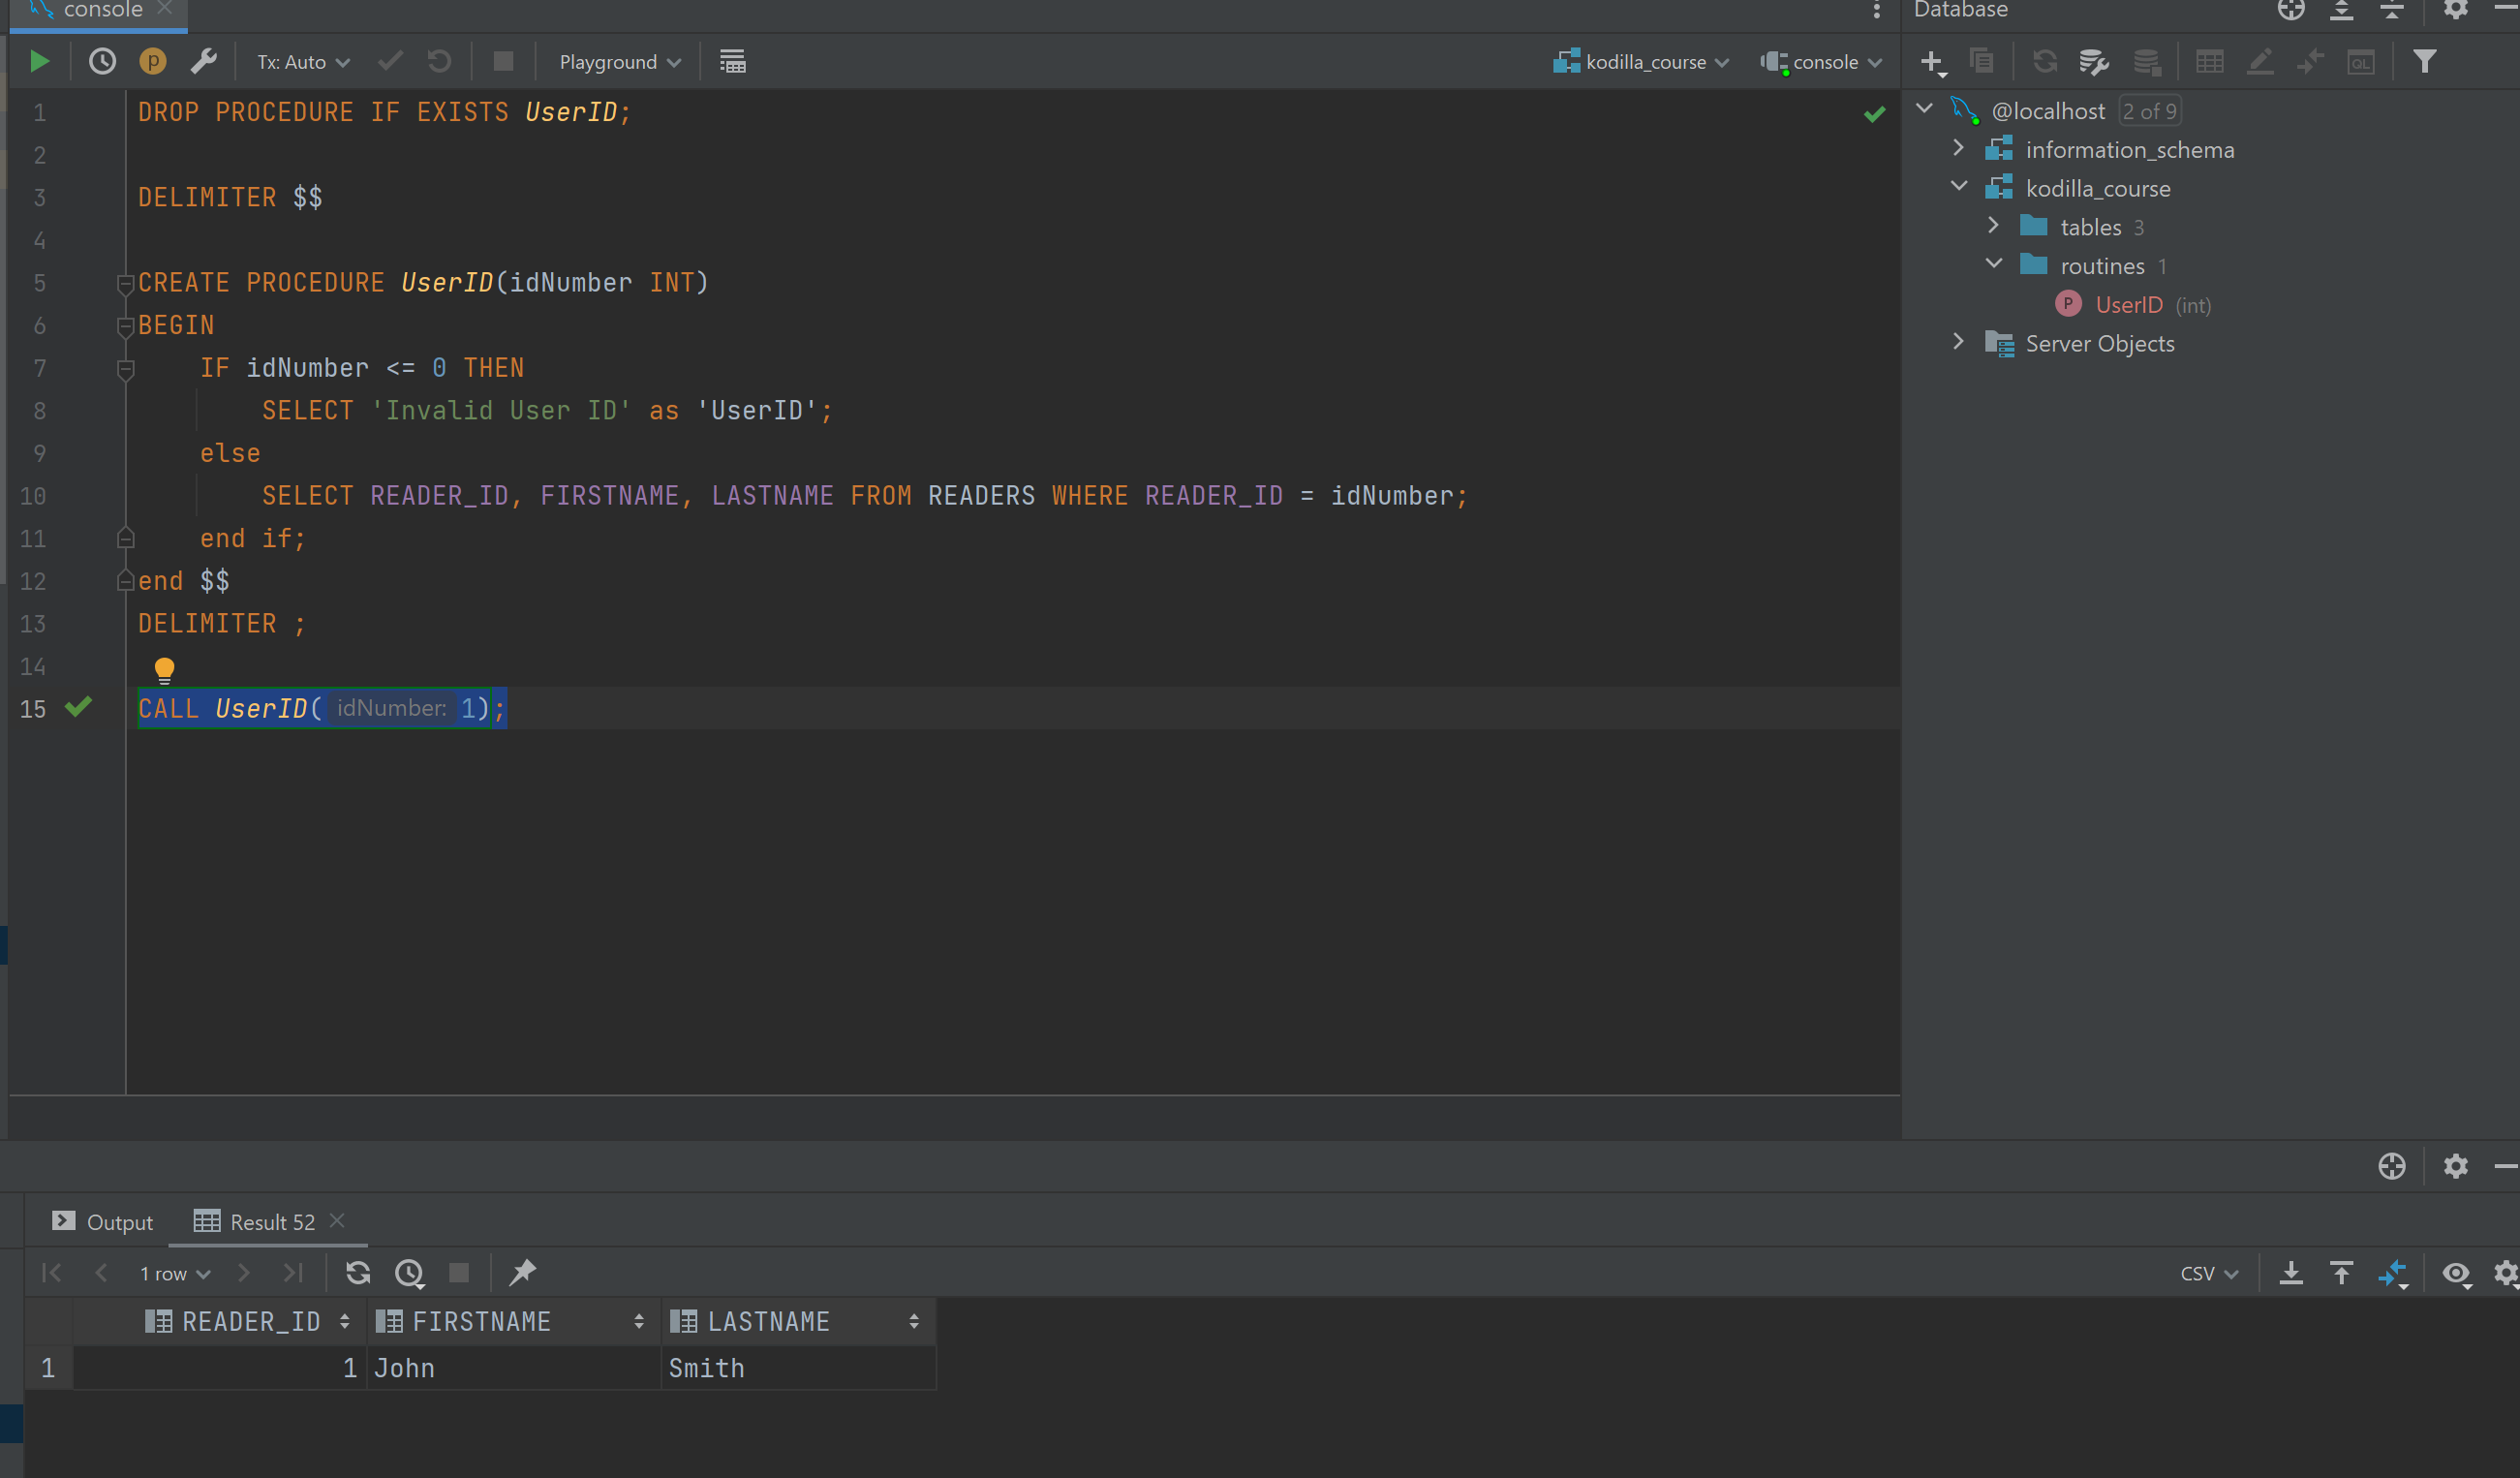 console
Database
Tx: Auto
Playground
kodilla_course
console
1 DROP PROCEDURE IF EXISTS UserID;
2
3 DELIMITER $$
4
5 CREATE PROCEDURE UserID(idNumber INT)
6 BEGIN
7 IF idNumber <= 0 THEN
8 SELECT 'Invalid User ID' as 'UserID';
9 else
10 SELECT READER_ID, FIRSTNAME, LASTNAME FROM READERS WHERE READER_ID = idNumber;
11 end if;
12 end $$
13 DELIMITER ;
14
15 CALL UserID( idNumber: 1);
@localhost 2 of 9
information_schema
kodilla_course
tables 3
routines 1
P UserID (int)
Server Objects
Output
Result 52
1 row
CSV
READER_ID FIRSTNAME LASTNAME
1 1 John Smith